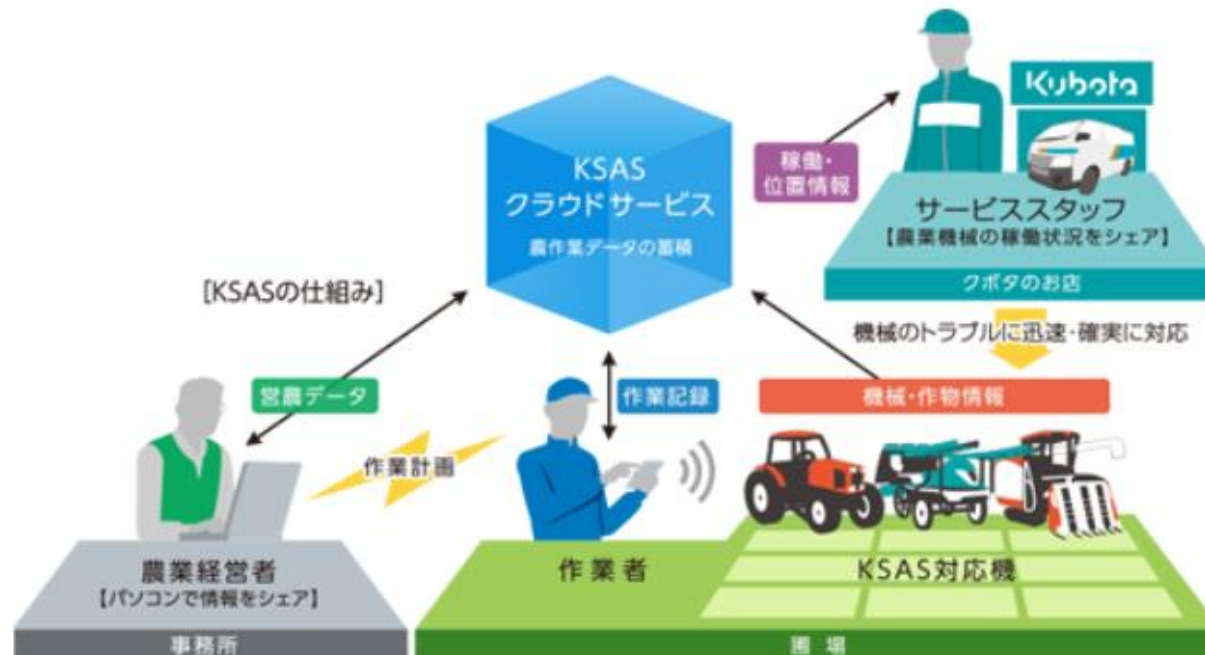 Kubota
KSAS
クラウドサービス
農作業データの蓄積
稼働・
位置情報
サービススタッフ
【農業機械の稼働状況をシェア】
クボタのお店
[KSASの仕組み]
機械のトラブルに迅速・確実に対応
営農データ
作業記録
機械・作物情報
作業計画
農業経営者
【パソコンで情報をシェア】
事務所
作業者
KSAS対応機
圃場